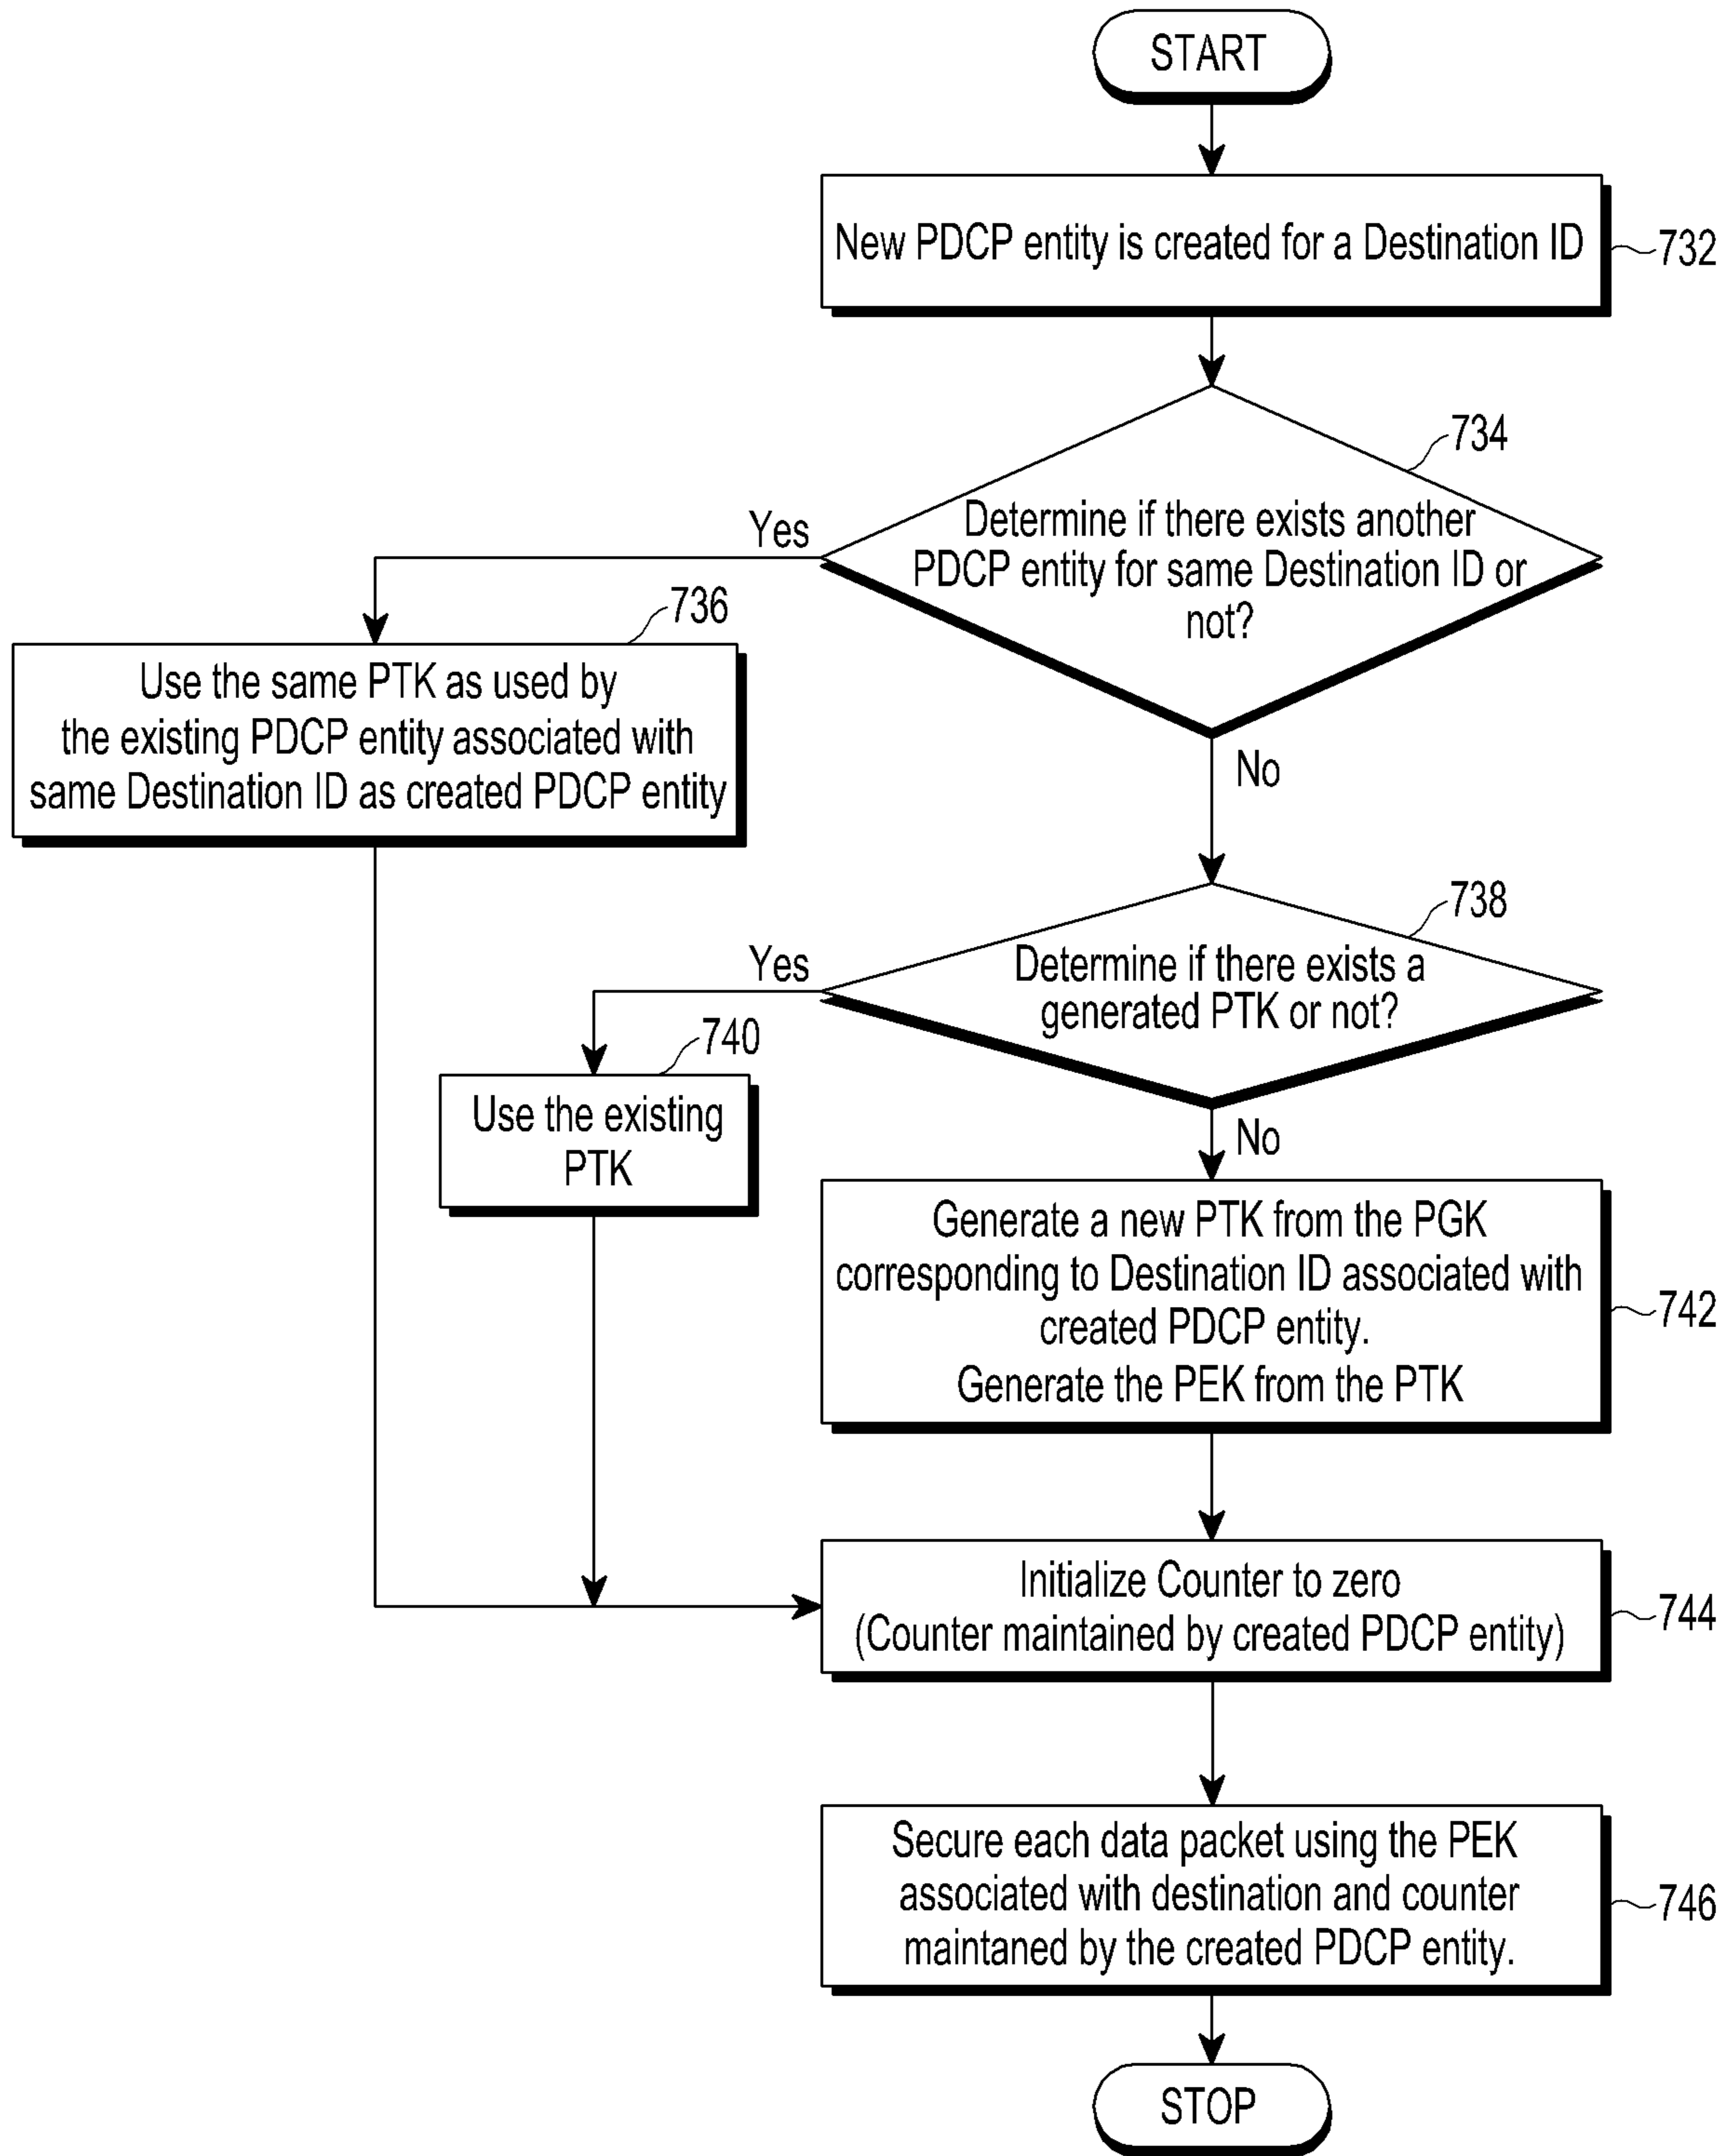 START
New PDCP entity is created for a Destination ID
732
734
Determine if there exists another
PDCP entity for same Destination ID or
not?
Yes
No
736
Use the same PTK as used by
the existing PDCP entity associated with
same Destination ID as created PDCP entity
738
Determine if there exists a
generated PTK or not?
Yes
No
740
Use the existing
PTK
Generate a new PTK from the PGK
corresponding to Destination ID associated with
created PDCP entity.
Generate the PEK from the PTK
742
Initialize Counter to zero
(Counter maintained by created PDCP entity)
744
Secure each data packet using the PEK
associated with destination and counter
maintaned by the created PDCP entity.
746
STOP